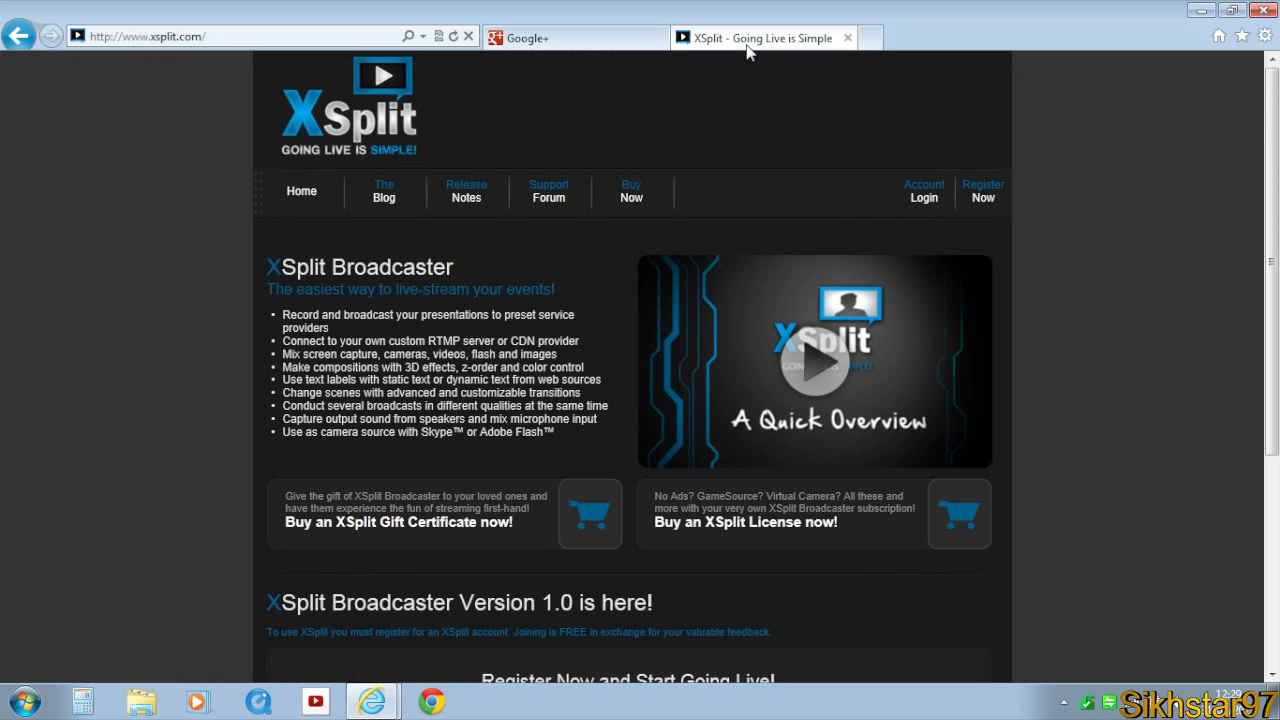 http://www.xsplit.com/
Google+
XSplit - Going Live is Simple
XSplit
GOING LIVE IS SIMPLE!
Home
The Blog
Release Notes
Support Forum
Buy Now
Account Login
Register Now
XSplit Broadcaster
The easiest way to live-stream your events!
• Record and broadcast your presentations to preset service
providers
• Connect to your own custom RTMP server or CDN provider
• Mix screen capture, cameras, videos, flash and images
• Make compositions with 3D effects, z-order and color control
• Use text labels with static text or dynamic text from web sources
• Change scenes with advanced and customizable transitions
• Conduct several broadcasts in different qualities at the same time
• Capture output sound from speakers and mix microphone input
• Use as camera source with Skype™ or Adobe Flash™
XSplit
A Quick Overview
Give the gift of XSplit Broadcaster to your loved ones and
have them experience the fun of streaming first-hand!
Buy an XSplit Gift Certificate now!
No Ads? GameSource? Virtual Camera? All these and
more with your very own XSplit Broadcaster subscription!
Buy an XSplit License now!
XSplit Broadcaster Version 1.0 is here!
To use XSplit you must register for an XSplit account. Joining is FREE in exchange for your valuable feedback.
Register Now and Start Going Live!
12:29
Sikhstar97